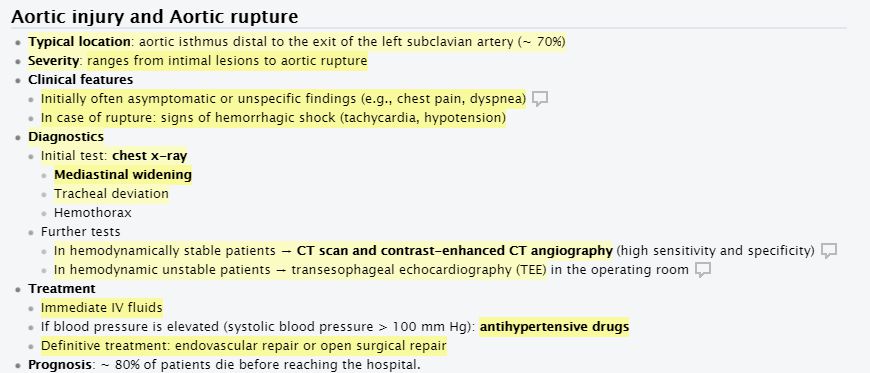 Aortic injury and Aortic rupture
Typical location: aortic isthmus distal to the exit of the left subclavian artery (~ 70%)
Severity: ranges from intimal lesions to aortic rupture
Clinical features
Initially often asymptomatic or unspecific findings (e.g., chest pain, dyspnea)
In case of rupture: signs of hemorrhagic shock (tachycardia, hypotension)
Diagnostics
Initial test: chest x-ray
Mediastinal widening
Tracheal deviation
Hemothorax
Further tests
In hemodynamically stable patients → CT scan and contrast-enhanced CT angiography (high sensitivity and specificity)
In hemodynamic unstable patients → transesophageal echocardiography (TEE) in the operating room
Treatment
Immediate IV fluids
If blood pressure is elevated (systolic blood pressure > 100 mm Hg): antihypertensive drugs
Definitive treatment: endovascular repair or open surgical repair
Prognosis: ~ 80% of patients die before reaching the hospital.